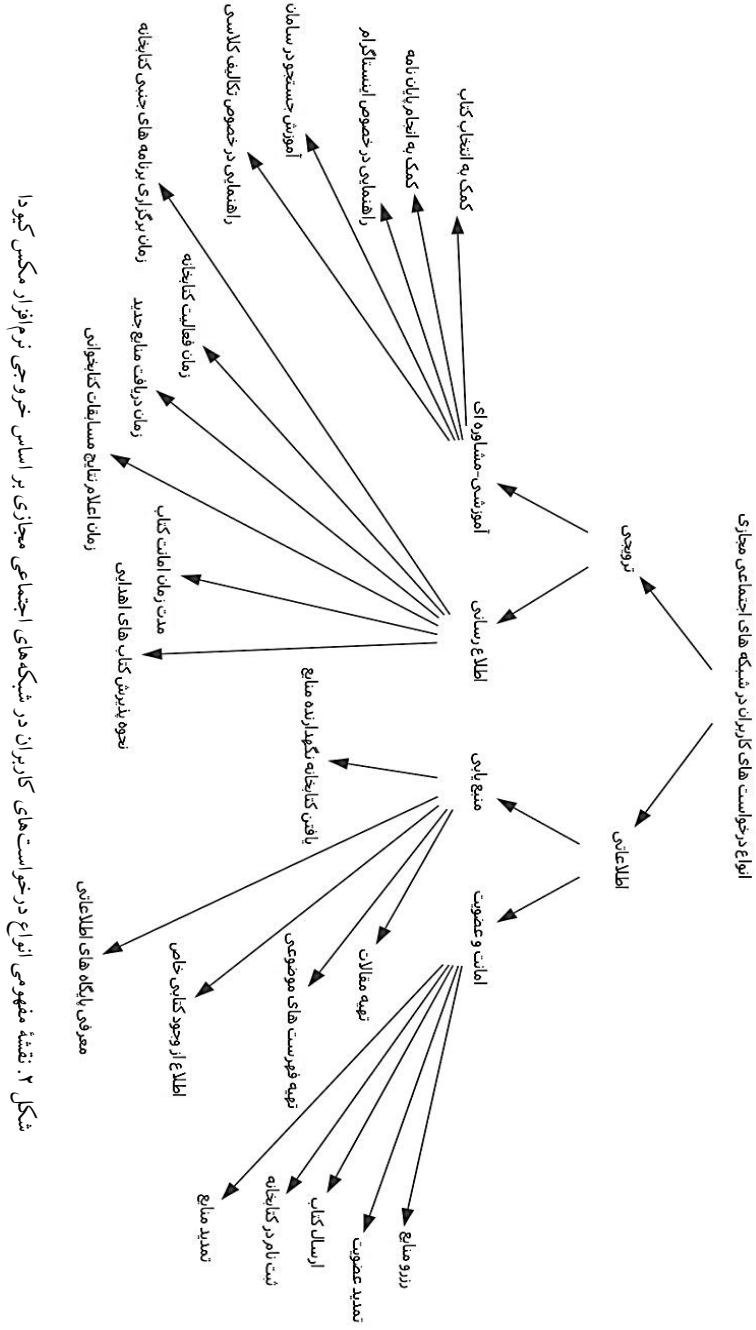 انواع درخواست های کاربران در شبکه های اجتماعی مجازی
ترویجی
اطلاعاتی
آموزشی-مشاوره ای
اطلاع رسانی
منبع یابی
امانت و عضویت
کمک به انتخاب کتاب
کمک به انجام پایان نامه
راهنمایی در خصوص اینستاگرام
آموزش جستجو در سامان
راهنمایی در خصوص تکالیف کلاسی
زمان برگزاری برنامه های جنبی کتابخانه
زمان فعالیت کتابخانه
زمان دریافت منابع جدید
زمان اعلام نتایج مسابقات کتابخوانی
مدت زمان امانت کتاب
نحوه پذیرش کتاب های اهدایی
یافتن کتابخانه نگهدارنده منابع
معرفی پایگاه های اطلاعاتی
اطلاع از وجود کتابی خاص
تهیه فهرست های موضوعی
تهیه مقالات
رزرو منابع
تمدید عضویت
ارسال کتاب
ثبت نام در کتابخانه
تمدید منابع
شکل ۲. نقشهٔ مفهومی انواع درخواست‌های کاربران در شبکه‌های اجتماعی مجازی بر اساس خروجی نرم‌افزار مکس کیودا